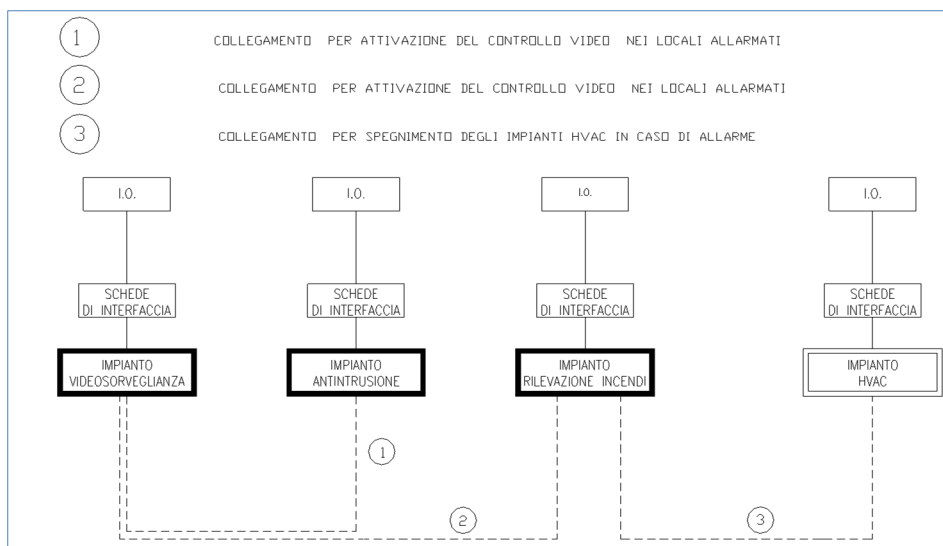 1
COLLEGAMENTO PER ATTIVAZIONE DEL CONTROLLO VIDEO NEI LOCALI ALLARMATI
2
COLLEGAMENTO PER ATTIVAZIONE DEL CONTROLLO VIDEO NEI LOCALI ALLARMATI
3
COLLEGAMENTO PER SPEGNIMENTO DEGLI IMPIANTI HVAC IN CASO DI ALLARME
I.O.
I.O.
I.O.
I.O.
SCHEDE
DI INTERFACCIA
SCHEDE
DI INTERFACCIA
SCHEDE
DI INTERFACCIA
SCHEDE
DI INTERFACCIA
IMPIANTO
VIDEOSORVEGLIANZA
IMPIANTO
ANTINTRUSIONE
IMPIANTO
RILEVAZIONE INCENDI
IMPIANTO
HVAC
1
2
3